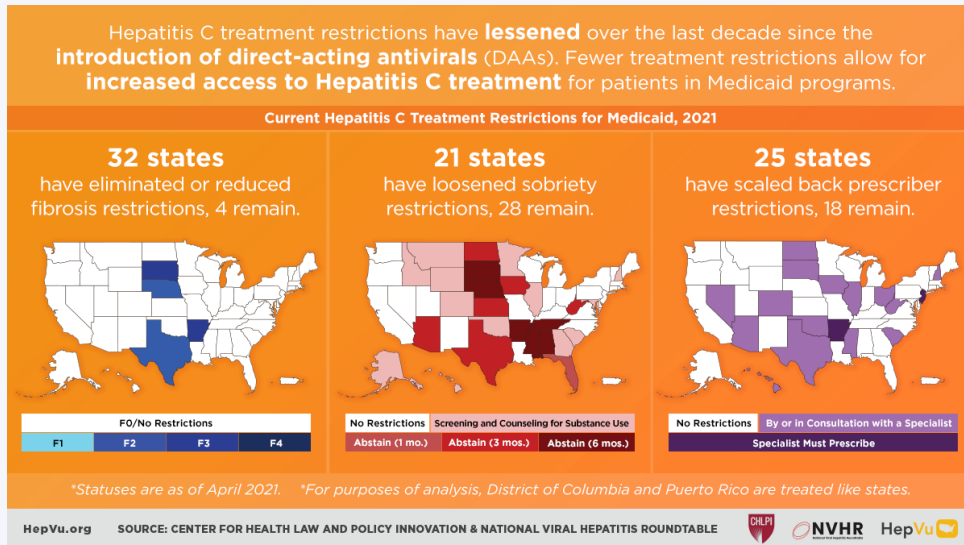 Hepatitis C treatment restrictions have lessened over the last decade since the
introduction of direct-acting antivirals (DAAs). Fewer treatment restrictions allow for
increased access to Hepatitis C treatment for patients in Medicaid programs.
Current Hepatitis C Treatment Restrictions for Medicaid, 2021
32 states
have eliminated or reduced
fibrosis restrictions, 4 remain.
F0/No Restrictions
F1 F2 F3 F4
21 states
have loosened sobriety
restrictions, 28 remain.
No Restrictions Screening and Counseling for Substance Use
Abstain (1 mo.) Abstain (3 mos.) Abstain (6 mos.)
25 states
have scaled back prescriber
restrictions, 18 remain.
No Restrictions By or in Consultation with a Specialist
Specialist Must Prescribe
*Statuses are as of April 2021. *For purposes of analysis, District of Columbia and Puerto Rico are treated like states.
HepVu.org SOURCE: CENTER FOR HEALTH LAW AND POLICY INNOVATION & NATIONAL VIRAL HEPATITIS ROUNDTABLE CHLPI NVHR HepVu